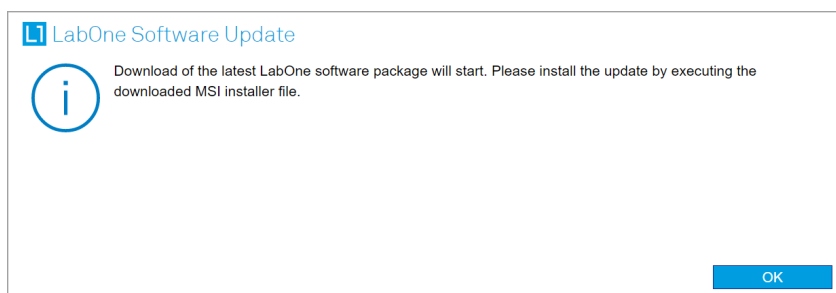 L1 LabOne Software Update
Download of the latest LabOne software package will start. Please install the update by executing the
downloaded MSI installer file.
i
OK